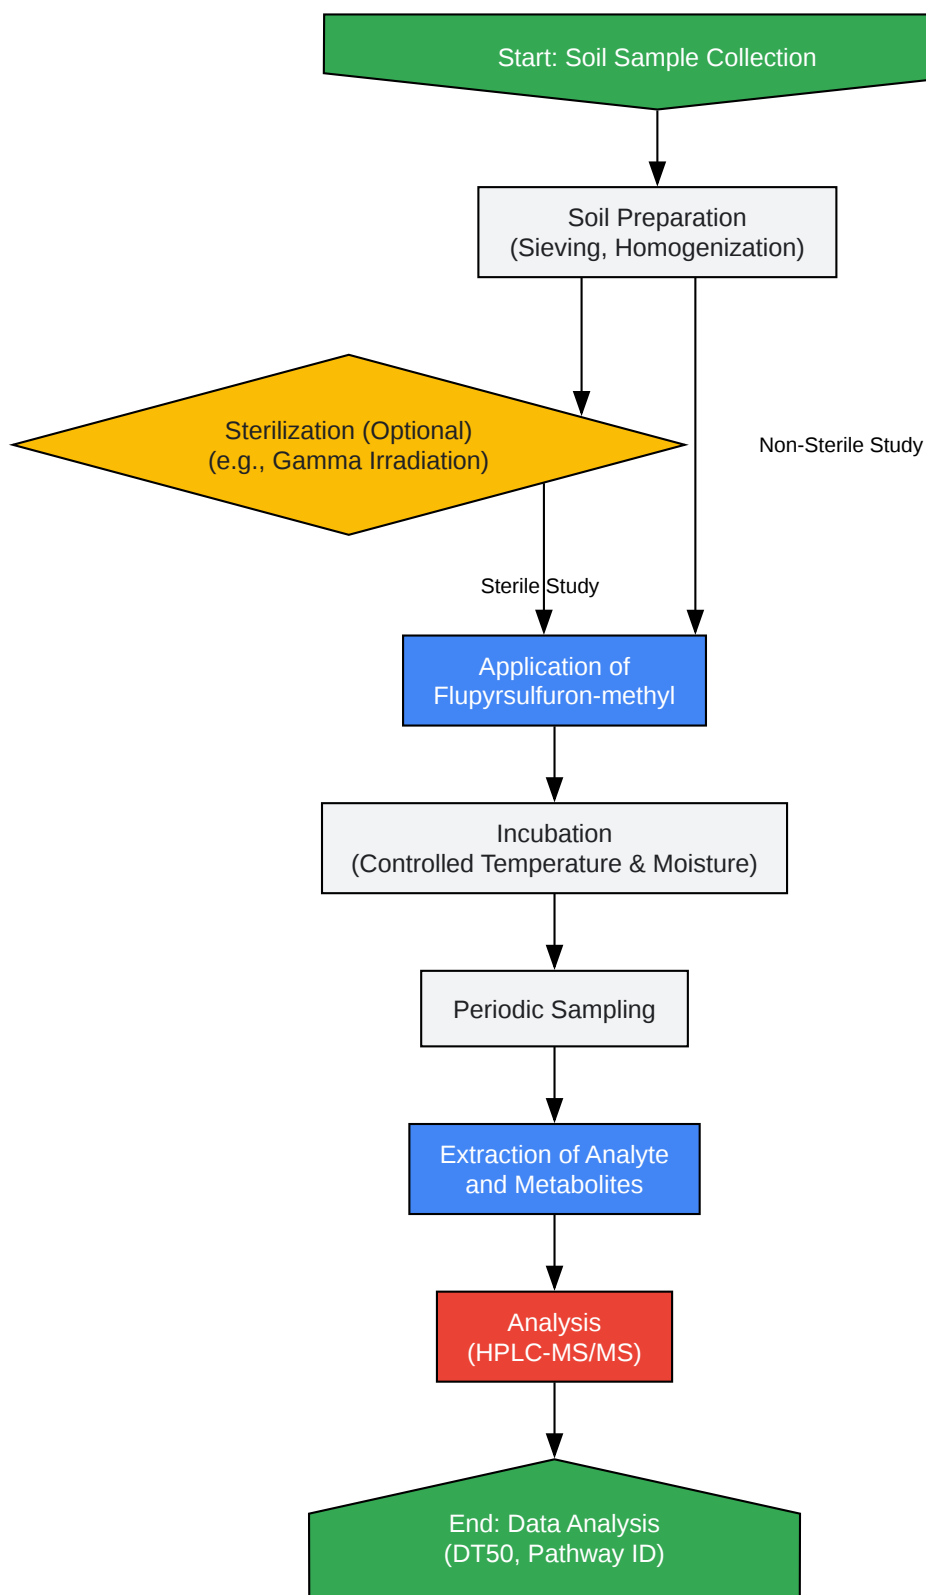 Start: Soil Sample Collection
Soil Preparation
(Sieving, Homogenization)
Sterilization (Optional)
(e.g., Gamma Irradiation)
Non-Sterile Study
Sterile Study
Application of
Flupyrsulfuron-methyl
Incubation
(Controlled Temperature & Moisture)
Periodic Sampling
Extraction of Analyte
and Metabolites
Analysis
(HPLC-MS/MS)
End: Data Analysis
(DT50, Pathway ID)